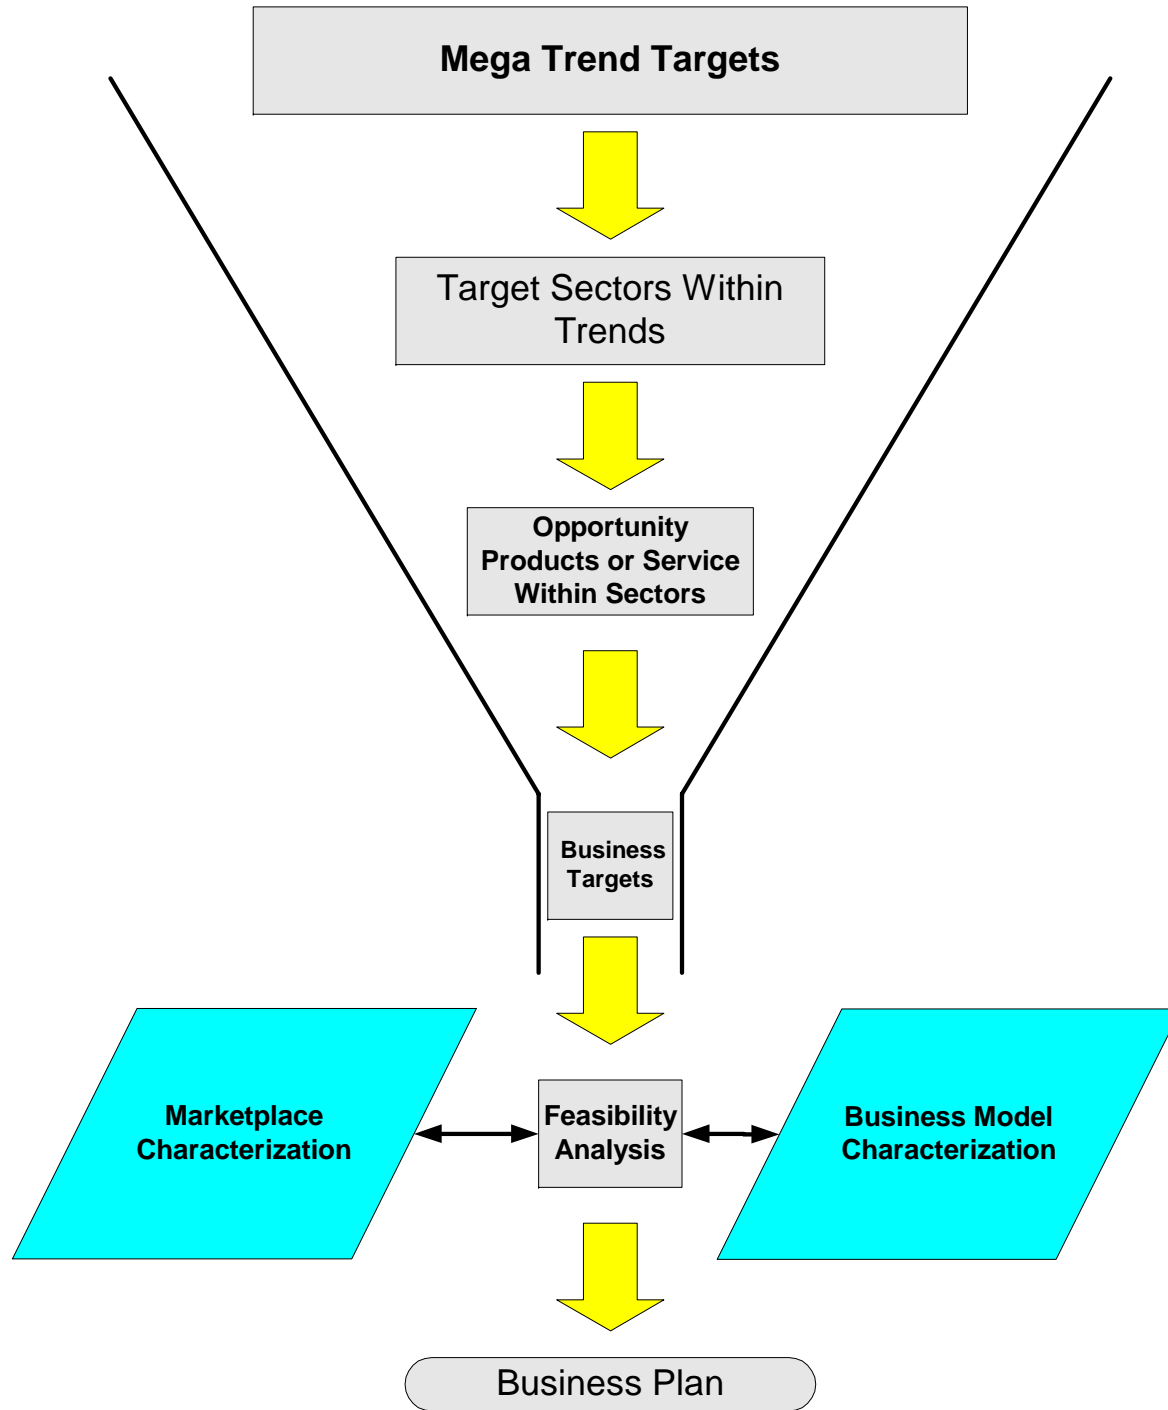 Mega Trend Targets
Target Sectors Within
Trends
Opportunity
Products or Service
Within Sectors
Business
Targets
Marketplace
Characterization
Feasibility
Analysis
Business Model
Characterization
Business Plan